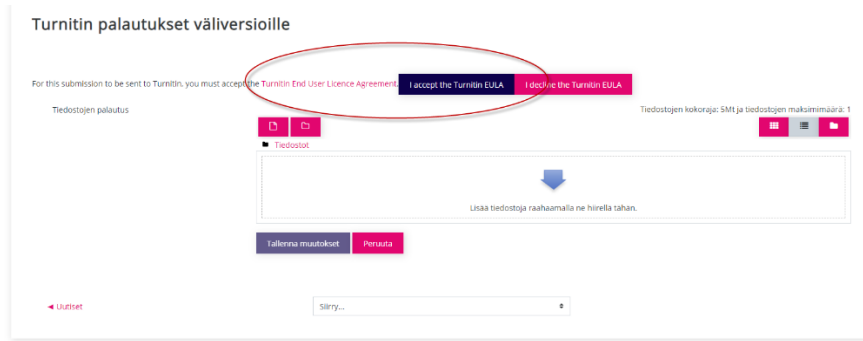 Turnitin palautukset väliversioille
For this submission to be sent to Turnitin, you must accept the Turnitin End User Licence Agreement. I accept the Turnitin EULA I decline the Turnitin EULA
Tiedostojen palautus Tiedostojen kokoraja: 5Mt ja tiedostojen maksimimäärä: 1
Tiedostot
Lisää tiedostoja raahaamalla ne hiirellä tähän.
Tallenna muutokset Peruuta
◄ Uutiset Siirry...